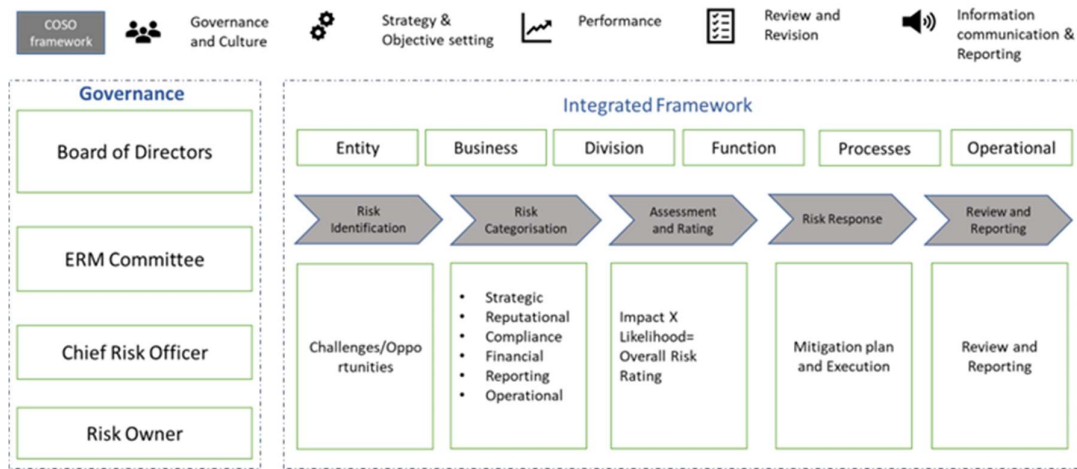 COSO
framework
Governance
and Culture
Strategy &
Objective setting
Performance
Review and
Revision
Information
communication &
Reporting
Governance
Board of Directors
ERM Committee
Chief Risk Officer
Risk Owner
Integrated Framework
Entity
Business
Division
Function
Processes
Operational
Risk
Identification
Risk
Categorisation
Assessment
and Rating
Risk Response
Review and
Reporting
Challenges/Oppo
rtunities
• Strategic
• Reputational
• Compliance
• Financial
• Reporting
• Operational
Impact X
Likelihood=
Overall Risk
Rating
Mitigation plan
and Execution
Review and
Reporting